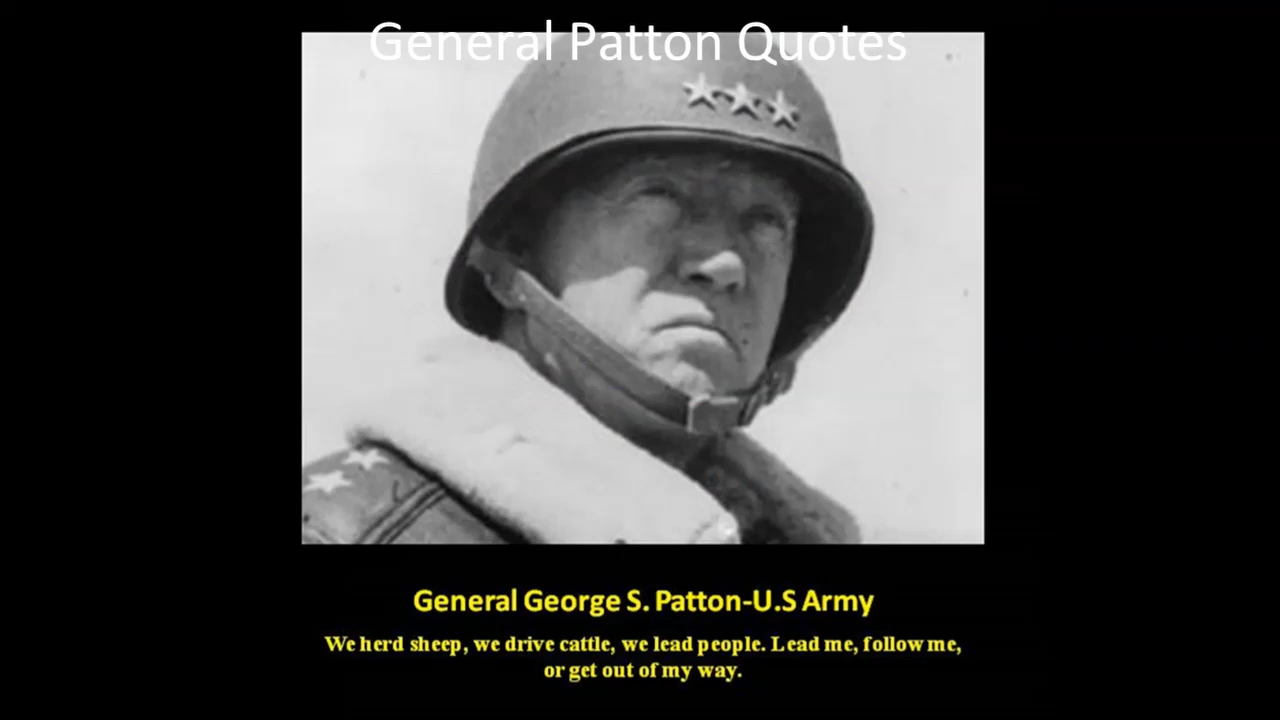 General Patton Quotes
General George S. Patton-U.S Army
We herd sheep, we drive cattle, we lead people. Lead me, follow me,
or get out of my way.